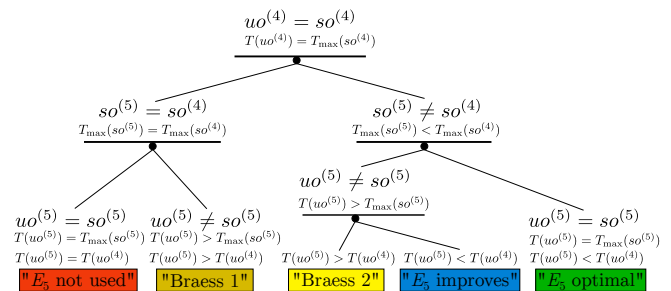 uo^(4) = so^(4)
T(uo^(4)) = T_max(so^(4))
so^(5) = so^(4)
T_max(so^(5)) = T_max(so^(4))
so^(5) ≠ so^(4)
T_max(so^(5)) < T_max(so^(4))
uo^(5) ≠ so^(5)
T(uo^(5)) > T_max(so^(5))
uo^(5) = so^(5)
T(uo^(5)) = T_max(so^(5))
T(uo^(5)) = T(uo^(4))
"E_5 not used"
uo^(5) ≠ so^(5)
T(uo^(5)) > T_max(so^(5))
T(uo^(5)) > T(uo^(4))
"Braess 1"
T(uo^(5)) > T(uo^(4))
"Braess 2"
T(uo^(5)) < T(uo^(4))
"E_5 improves"
uo^(5) = so^(5)
T(uo^(5)) = T_max(so^(5))
T(uo^(5)) < T(uo^(4))
"E_5 optimal"